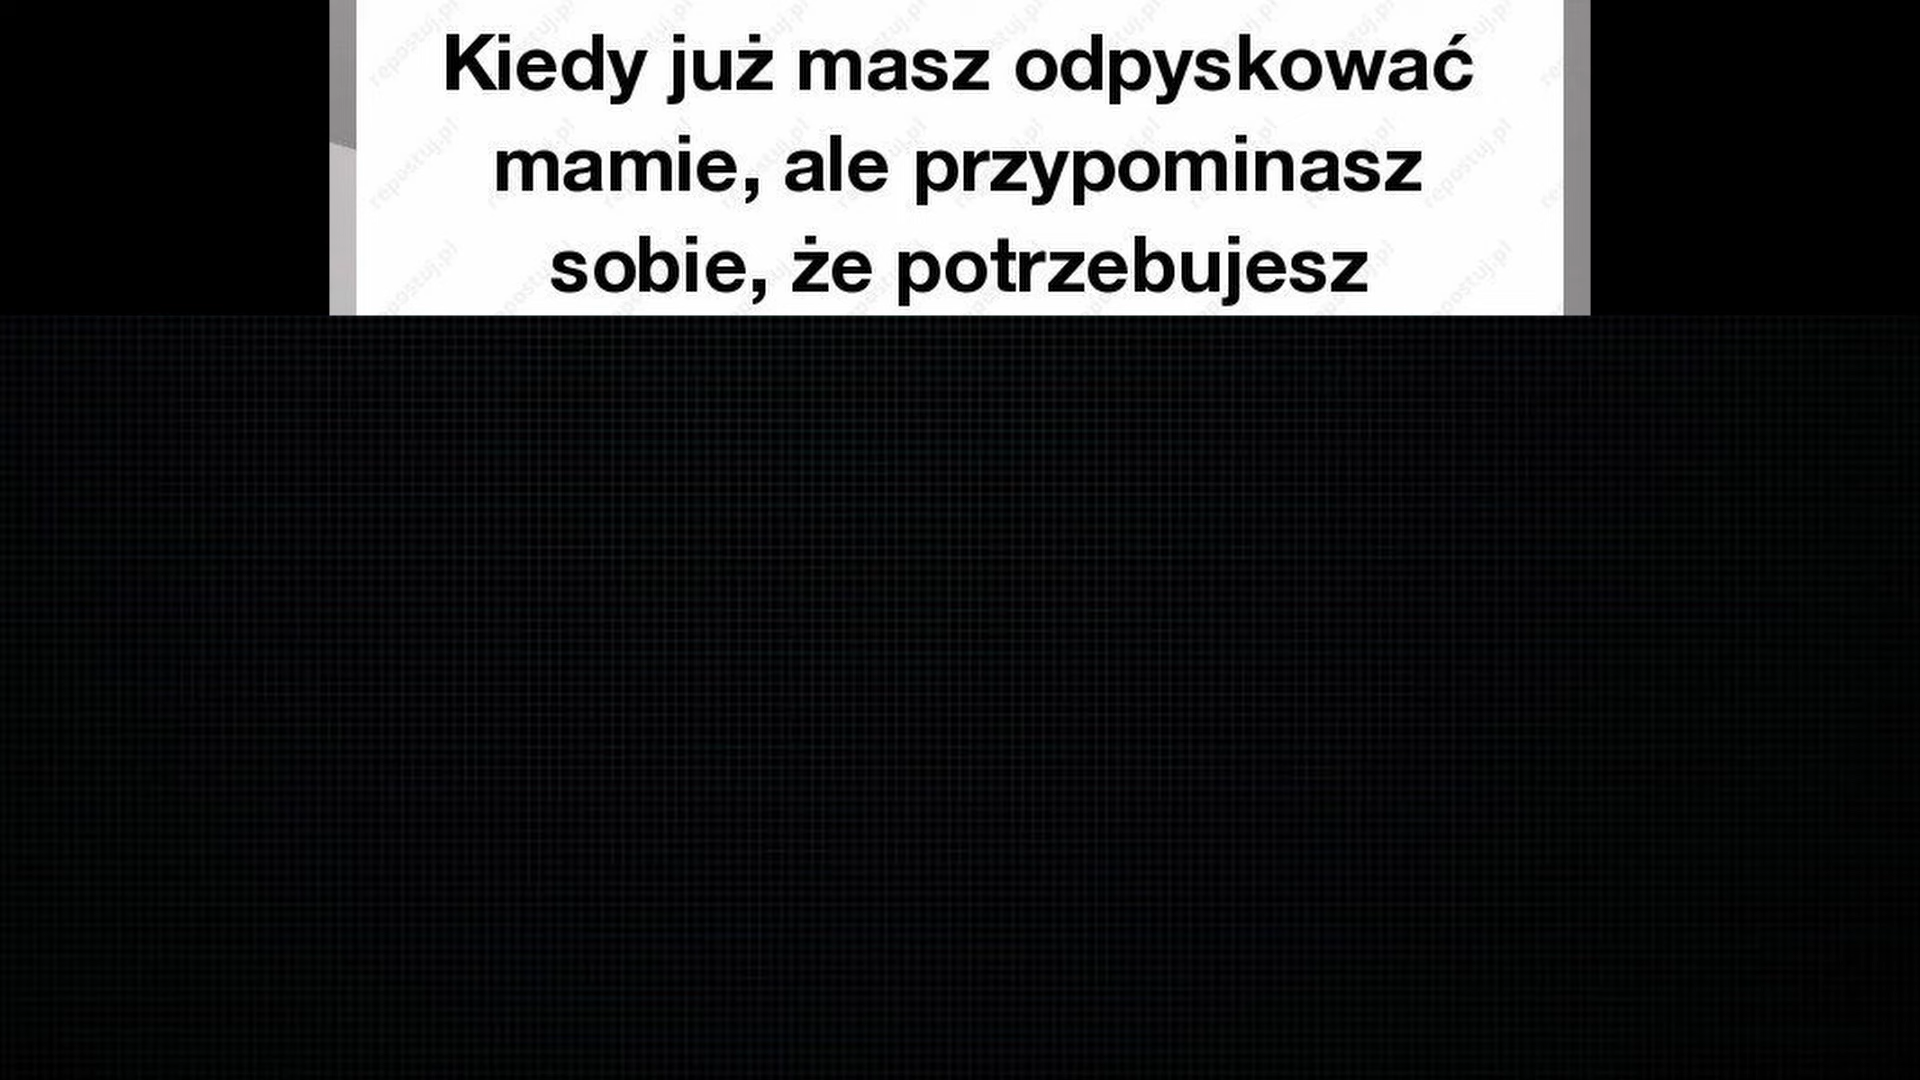 Kiedy już masz odpyskować
mamie, ale przypominasz
sobie, że potrzebujesz